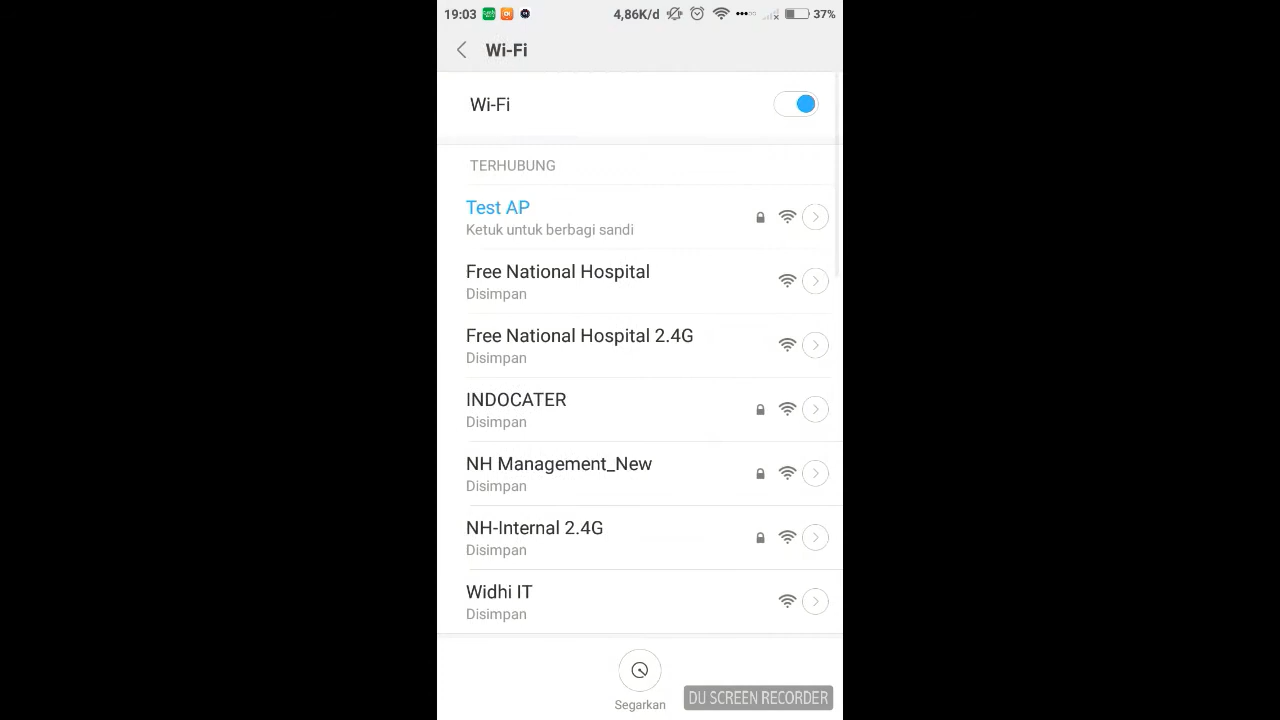 19:03 4,86K/d 37%
Wi-Fi
Wi-Fi
TERHUBUNG
Test AP
Ketuk untuk berbagi sandi
Free National Hospital
Disimpan
Free National Hospital 2.4G
Disimpan
INDOCATER
Disimpan
NH Management_New
Disimpan
NH-Internal 2.4G
Disimpan
Widhi IT
Disimpan
Segarkan
DU SCREEN RECORDER